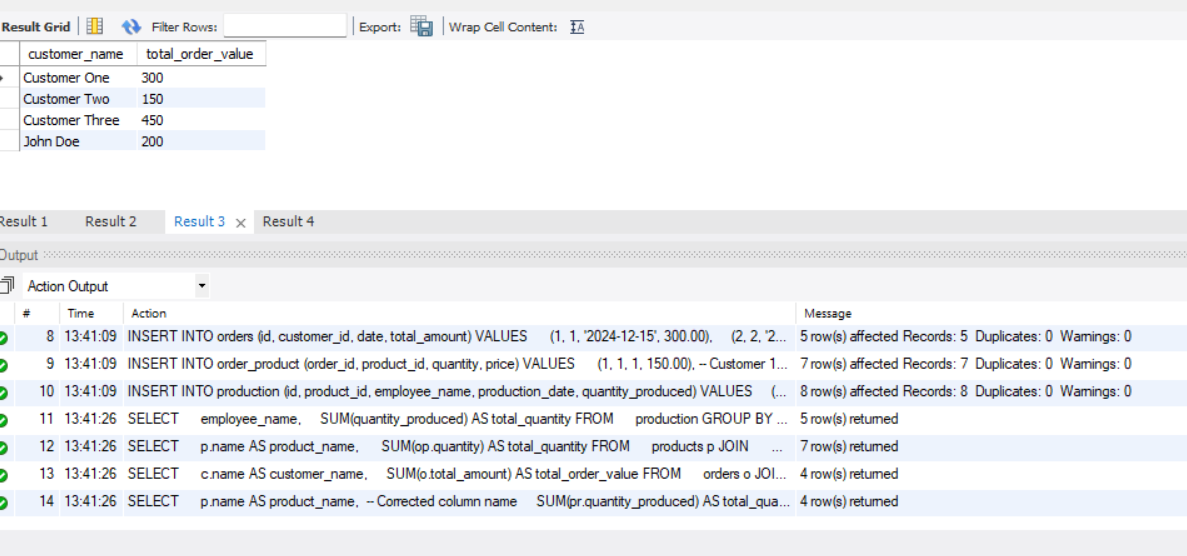 Result Grid Filter Rows: Export: Wrap Cell Content:
customer_name total_order_value
Customer One 300
Customer Two 150
Customer Three 450
John Doe 200
Result 1 Result 2 Result 3 × Result 4
Output
Action Output
# Time Action Message
8 13:41:09 INSERT INTO orders (id, customer_id, date, total_amount) VALUES (1, 1, '2024-12-15', 300.00), (2, 2, '2... 5 row(s) affected Records: 5 Duplicates: 0 Warnings: 0
9 13:41:09 INSERT INTO order_product (order_id, product_id, quantity, price) VALUES (1, 1, 1, 150.00), -- Customer 1... 7 row(s) affected Records: 7 Duplicates: 0 Warnings: 0
10 13:41:09 INSERT INTO production (id, product_id, employee_name, production_date, quantity_produced) VALUES (... 8 row(s) affected Records: 8 Duplicates: 0 Warnings: 0
11 13:41:26 SELECT employee_name, SUM(quantity_produced) AS total_quantity FROM production GROUP BY ... 5 row(s) returned
12 13:41:26 SELECT p.name AS product_name, SUM(op.quantity) AS total_quantity FROM products p JOIN ... 7 row(s) returned
13 13:41:26 SELECT c.name AS customer_name, SUM(o.total_amount) AS total_order_value FROM orders o JOI... 4 row(s) returned
14 13:41:26 SELECT p.name AS product_name, -- Corrected column name SUM(pr.quantity_produced) AS total_qua... 4 row(s) returned